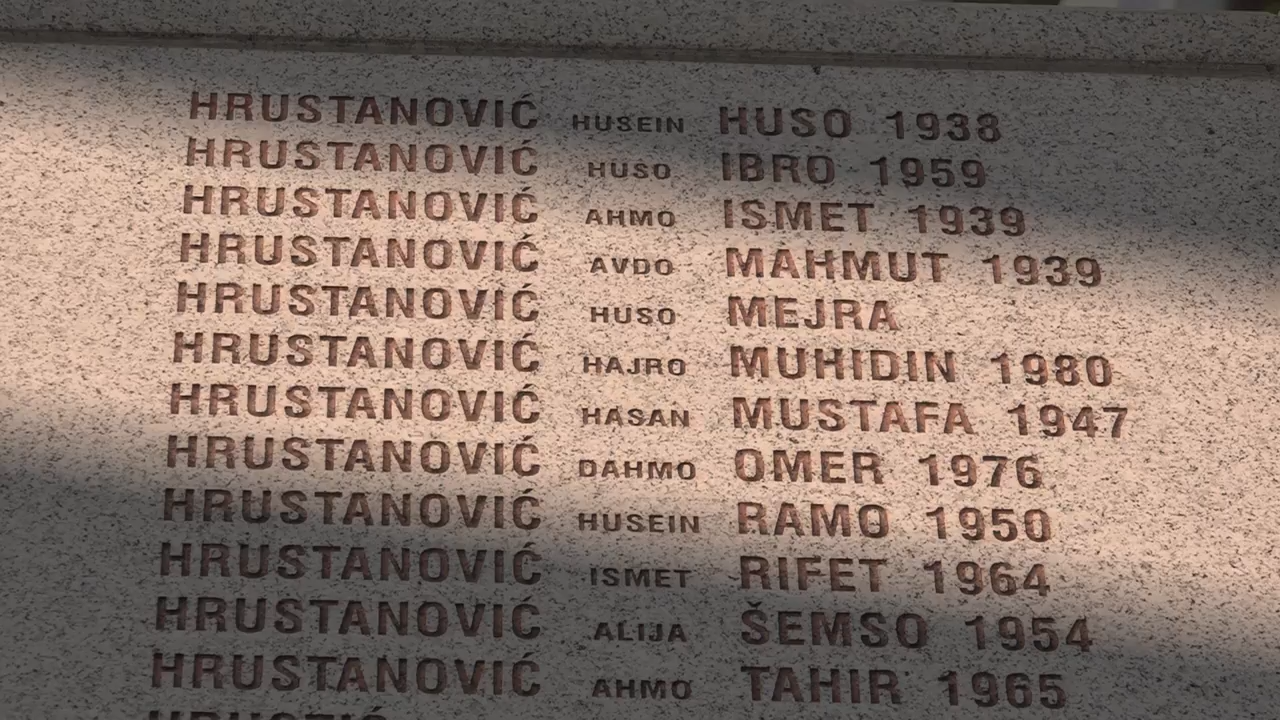 HRUSTANOVIĆ HUSEIN HUSO 1938
HRUSTANOVIĆ HUSO IBRO 1959
HRUSTANOVIĆ AHMO ISMET 1939
HRUSTANOVIĆ AVDO MAHMUT 1939
HRUSTANOVIĆ HUSO MEJRA
HRUSTANOVIĆ HAJRO MUHIDIN 1980
HRUSTANOVIĆ HASAN MUSTAFA 1947
HRUSTANOVIĆ DAHMO OMER 1976
HRUSTANOVIĆ HUSEIN RAMO 1950
HRUSTANOVIĆ ISMET RIFET 1964
HRUSTANOVIĆ ALIJA ŠEMSO 1954
HRUSTANOVIĆ AHMO TAHIR 1965